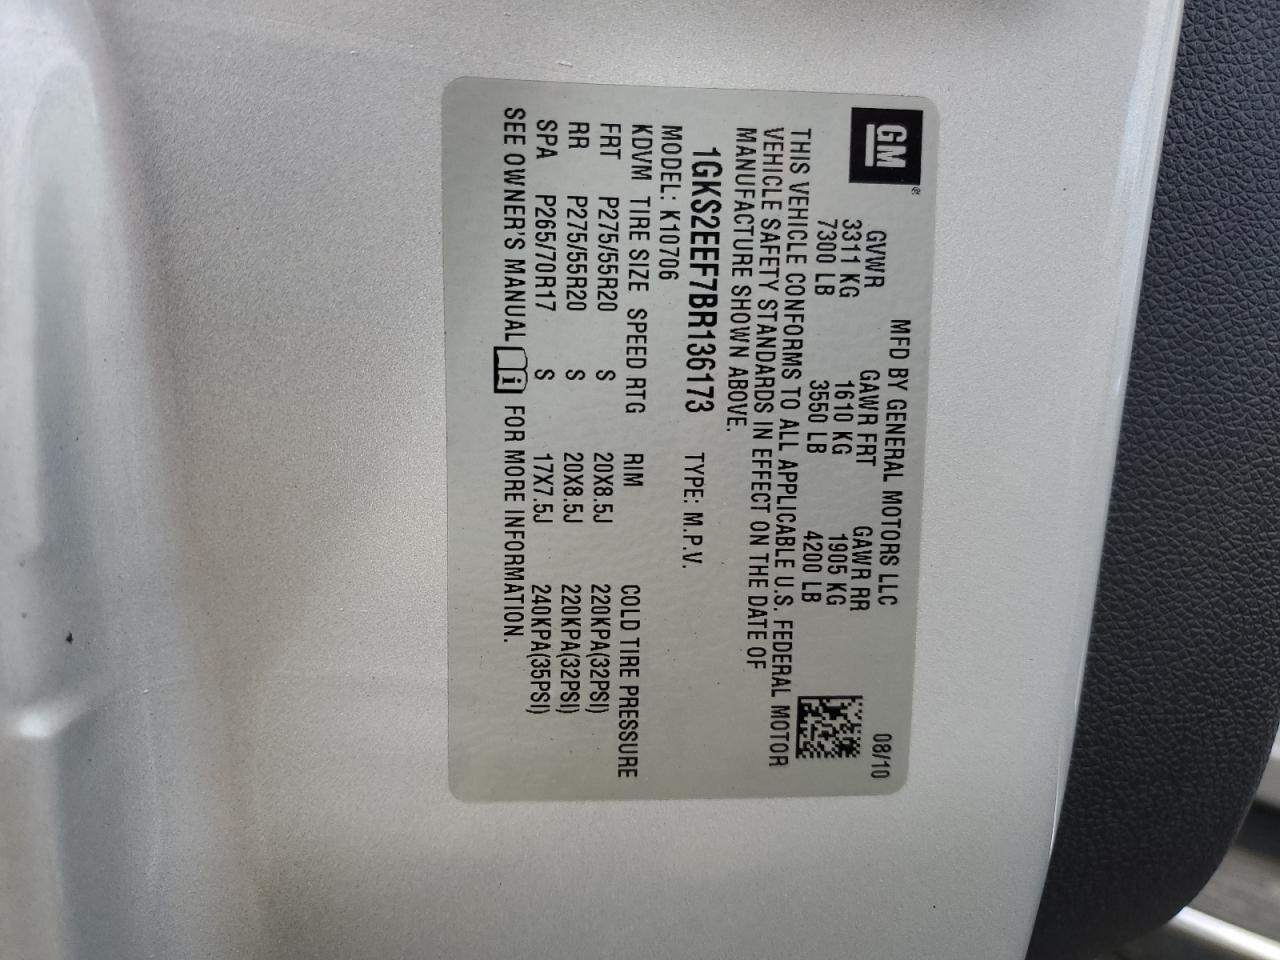 GM®
MFD BY GENERAL MOTORS LLC 08/10
GVWR GAWR FRT GAWR RR
3311 KG 1610 KG 1905 KG
7300 LB 3550 LB 4200 LB
THIS VEHICLE CONFORMS TO ALL APPLICABLE U.S. FEDERAL MOTOR
VEHICLE SAFETY STANDARDS IN EFFECT ON THE DATE OF
MANUFACTURE SHOWN ABOVE.
1GKS2EEF7BR136173 TYPE: M.P.V.
MODEL: K10706
KDVM TIRE SIZE SPEED RTG RIM COLD TIRE PRESSURE
FRT P275/55R20 S 20X8.5J 220KPA(32PSI)
RR P275/55R20 S 20X8.5J 220KPA(32PSI)
SPA P265/70R17 S 17X7.5J 240KPA(35PSI)
SEE OWNER'S MANUAL i FOR MORE INFORMATION.